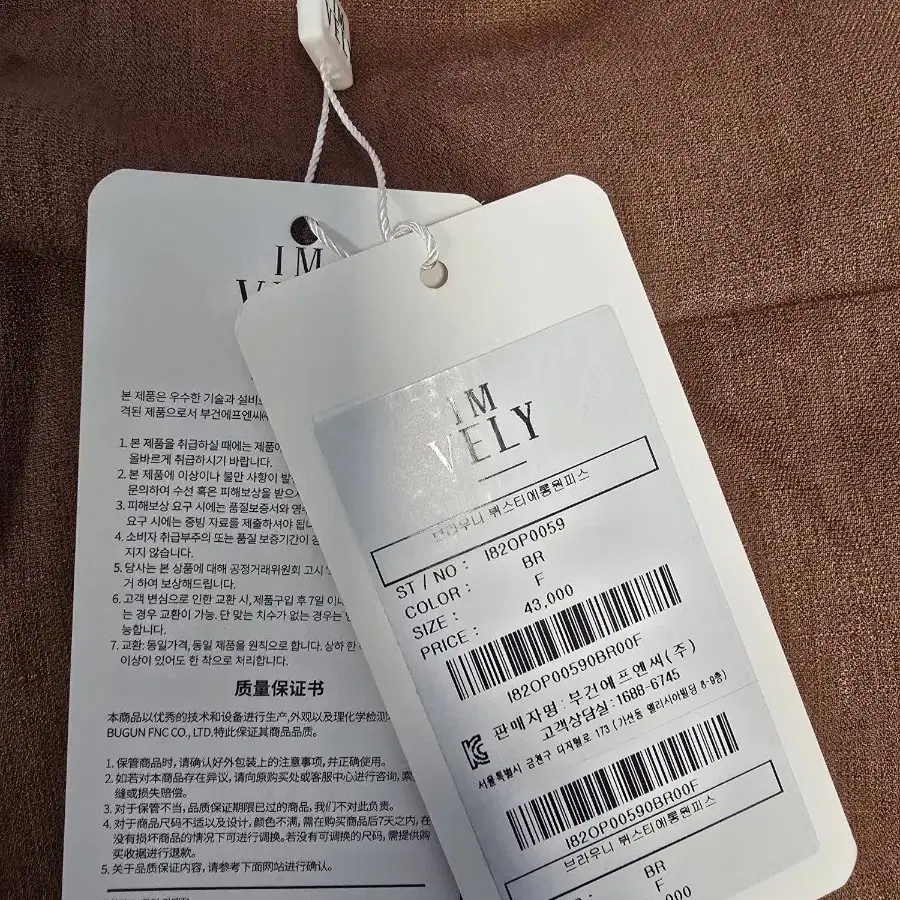 IM
VELY
IM
본 제품은 우수한 기술과 설비로
격된 제품으로서 부건에프엔씨
1. 본 제품을 취급하실 때에는
올바르게 취급하시기 바랍니다.
2. 본 제품에 이상이나 불만 사항이
문의하여 수선 혹은 피해보상을
3. 피해보상 요구 시에는 품질보증서와
요구 시에는 증빙 자료를 제출하셔야
4. 소비자 취급부주의 또는 품질 보증기간이
지지 않습니다.
5. 당사는 본 상품에 대해 공정거래위원회 고시
거 하여 보상해드립니다.
6. 고객 변심으로 인한 교환 시, 제품구입 후 7일
는 경우 교환이 가능. 단 맞는 치수가 없는 경우는
능합니다.
7. 교환: 동일가격, 동일 제품을 원칙으로 합니다. 상하 한
이상이 있어도 한 착으로 처리합니다.
质量保证书
本商品以优秀的技术和设备进行生产,外观以及理化学检测
BUGUN FNC CO., LTD.特此保证其商品品质。
1. 保管商品时,请确认好外包装上的注意事项,并正确使用。
2. 如若对本商品存在异议,请向原购买处或客服中心进行咨询,
缝或损失赔偿。
3. 对于保管不当,品质保证期限已过的商品,我们不对此负责。
4. 对于商品尺码不适以及设计,颜色不满,需在购买商品后7天之内,在
没有损坏商品的情况下可进行调换。若没有可调换的尺码,需提供购
买收据进行退款。
5. 关于品质保证内容,请参考下面网站进行确认。
IM
VELY
브라우니 뷔스티에롱원피스
ST / NO : I82OP0059
COLOR : BR
SIZE : F
PRICE : 43,000
I82OP00590BR00F
판매자명:부건에프엔씨(주)
고객상담실:1688-6745
서울특별시 금천구 디지털로 173 (가산동 엘리시아빌딩 8-9층)
I82OP00590BR00F
브라우니 뷔스티에롱원피스
BR
F
000